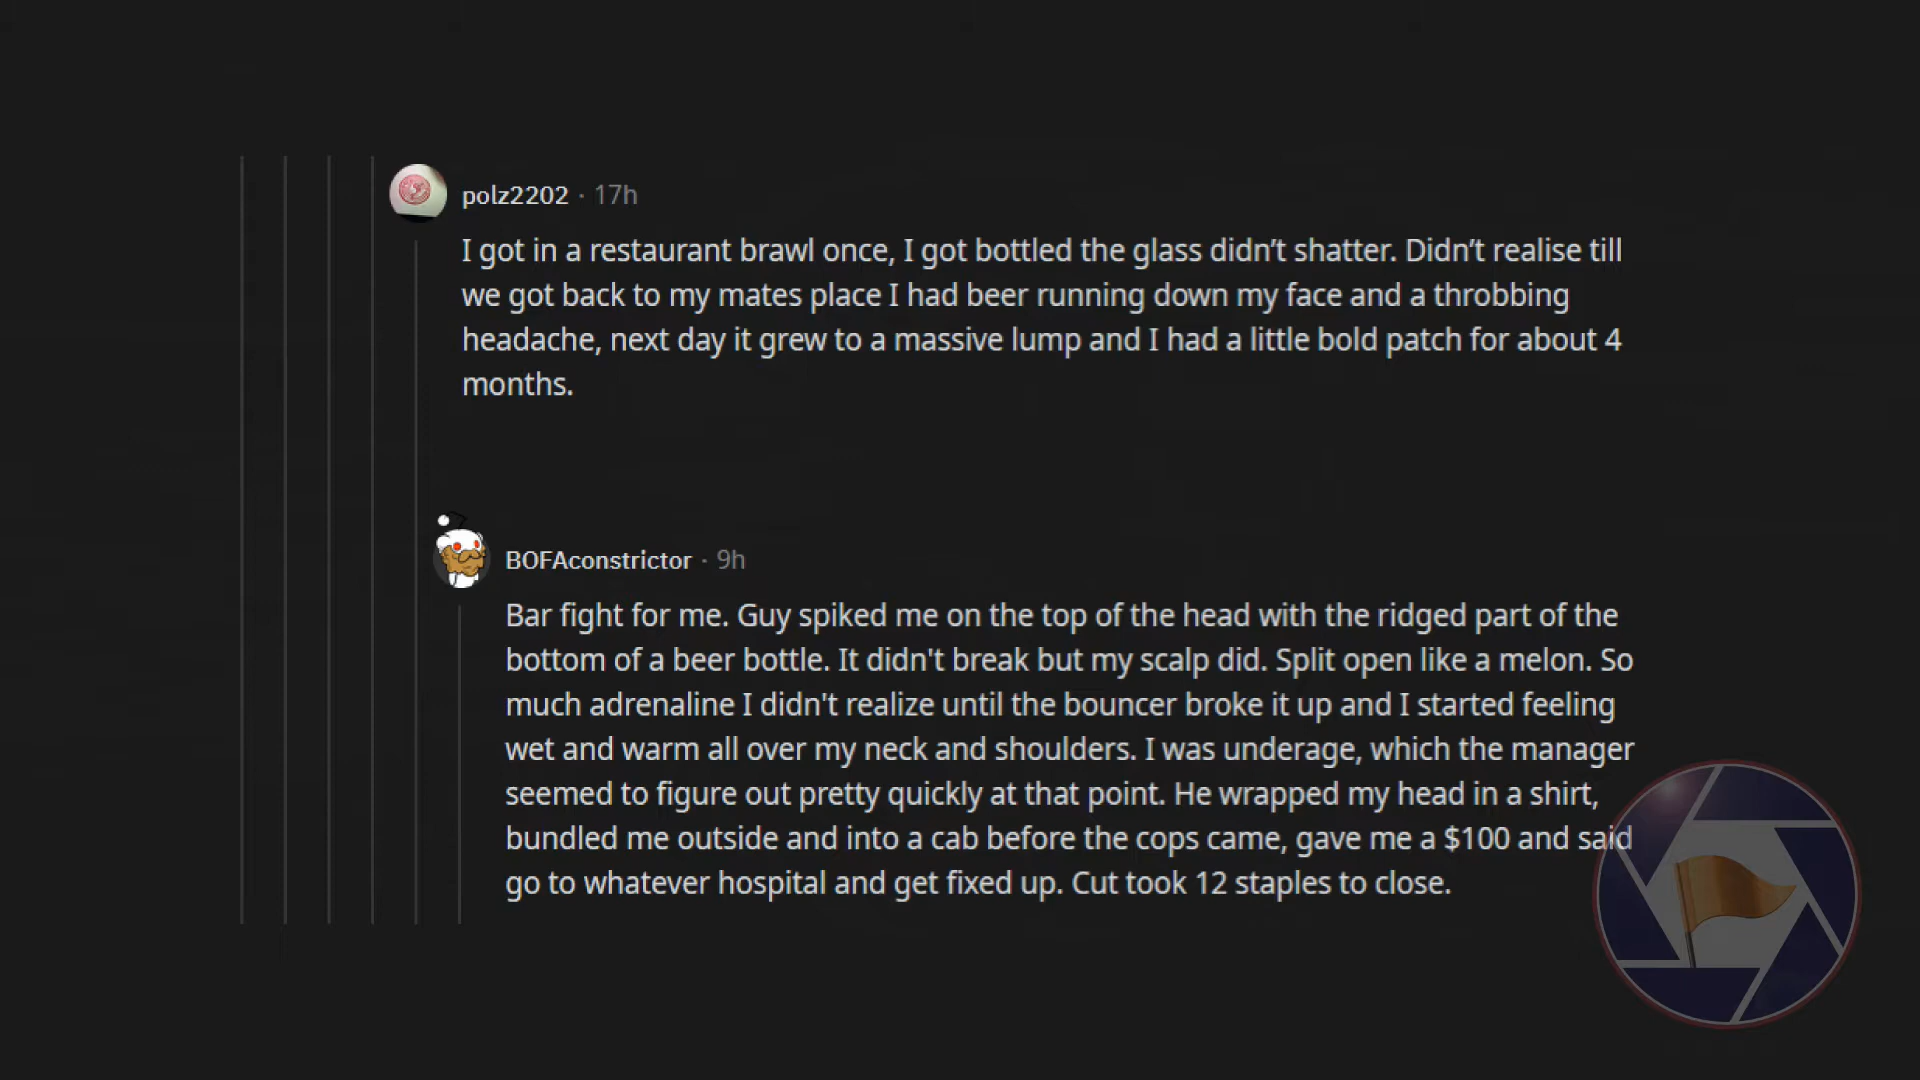 polz2202 · 17h
I got in a restaurant brawl once, I got bottled the glass didn’t shatter. Didn’t realise till
we got back to my mates place I had beer running down my face and a throbbing
headache, next day it grew to a massive lump and I had a little bold patch for about 4
months.
BOFAconstrictor · 9h
Bar fight for me. Guy spiked me on the top of the head with the ridged part of the
bottom of a beer bottle. It didn't break but my scalp did. Split open like a melon. So
much adrenaline I didn't realize until the bouncer broke it up and I started feeling
wet and warm all over my neck and shoulders. I was underage, which the manager
seemed to figure out pretty quickly at that point. He wrapped my head in a shirt,
bundled me outside and into a cab before the cops came, gave me a $100 and said
go to whatever hospital and get fixed up. Cut took 12 staples to close.